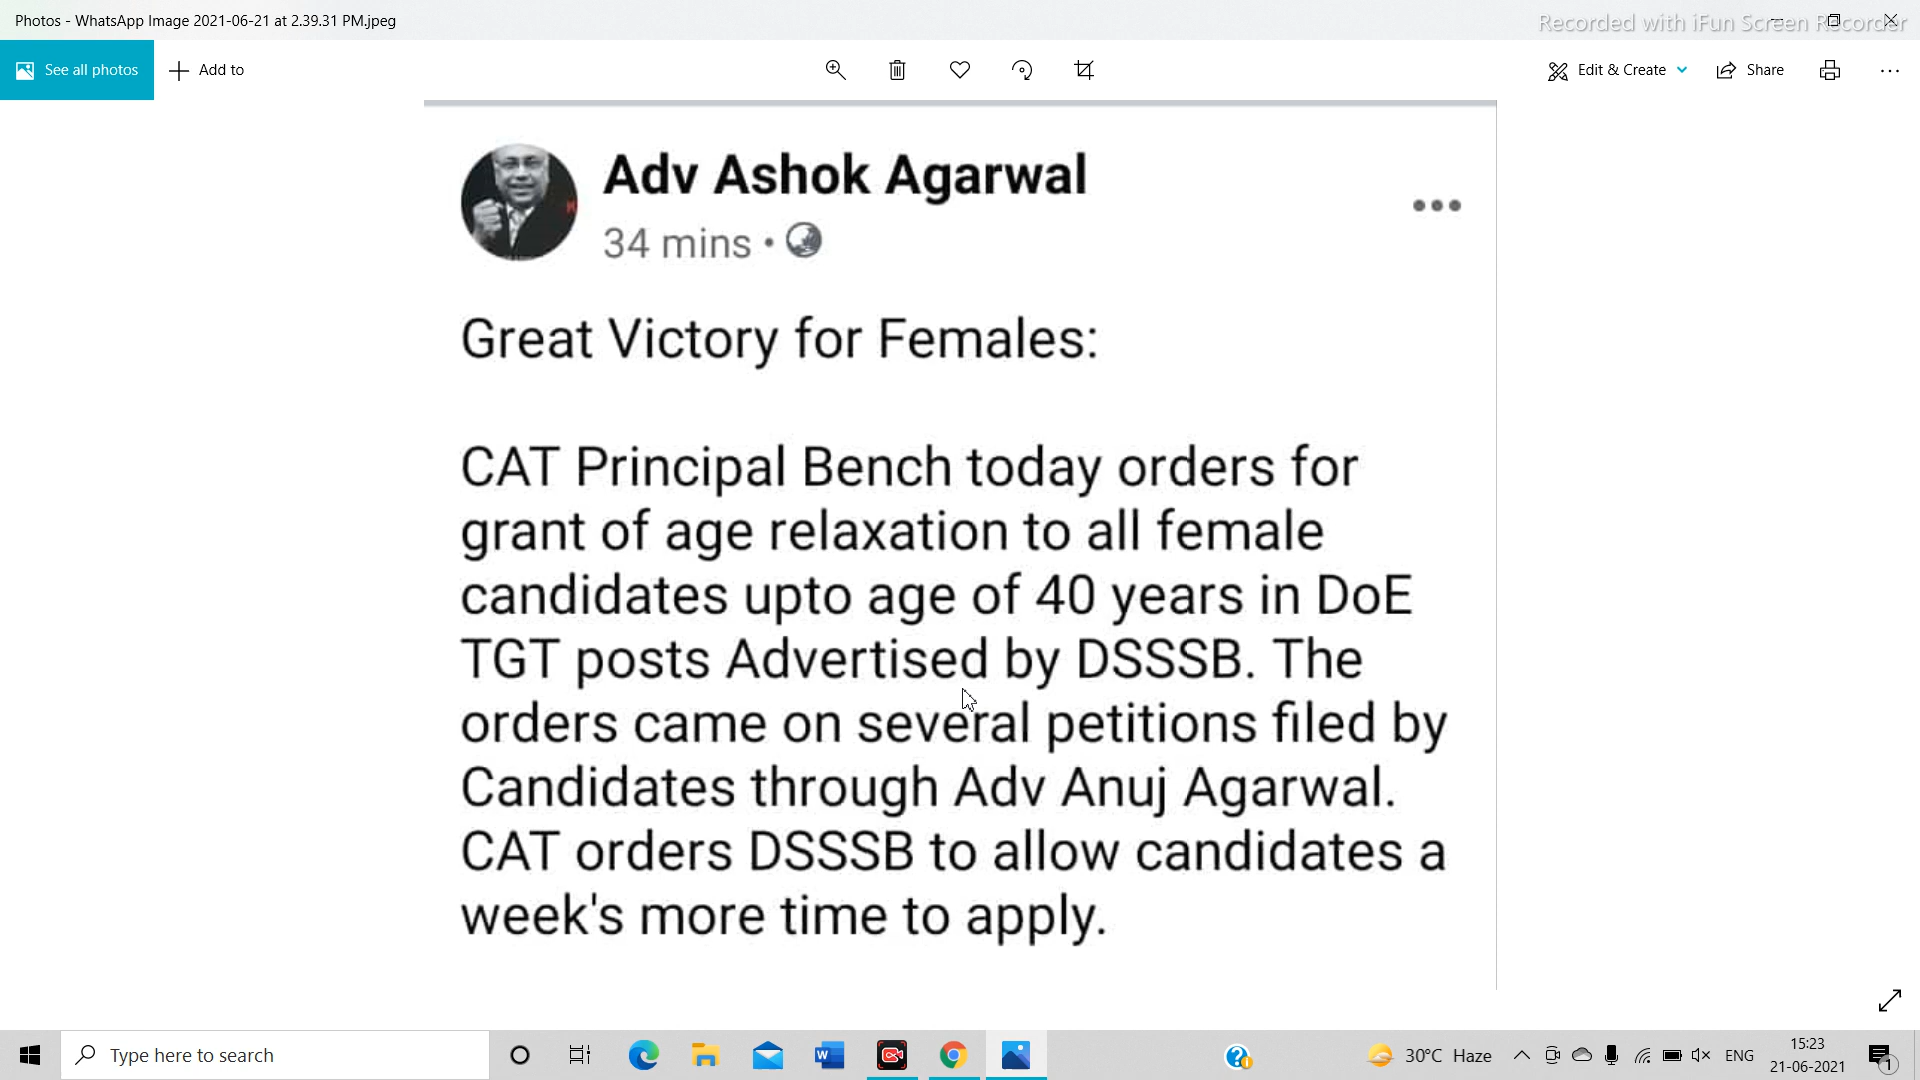 Photos - WhatsApp Image 2021-06-21 at 2.39.31 PM.jpeg
Recorded with iFun Screen Recorder
See all photos
Add to
Edit & Create
Share
Adv Ashok Agarwal
34 mins •
Great Victory for Females:
CAT Principal Bench today orders for
grant of age relaxation to all female
candidates upto age of 40 years in DoE
TGT posts Advertised by DSSSB. The
orders came on several petitions filed by
Candidates through Adv Anuj Agarwal.
CAT orders DSSSB to allow candidates a
week's more time to apply.
Type here to search
30°C Haze
ENG
15:23
21-06-2021
1